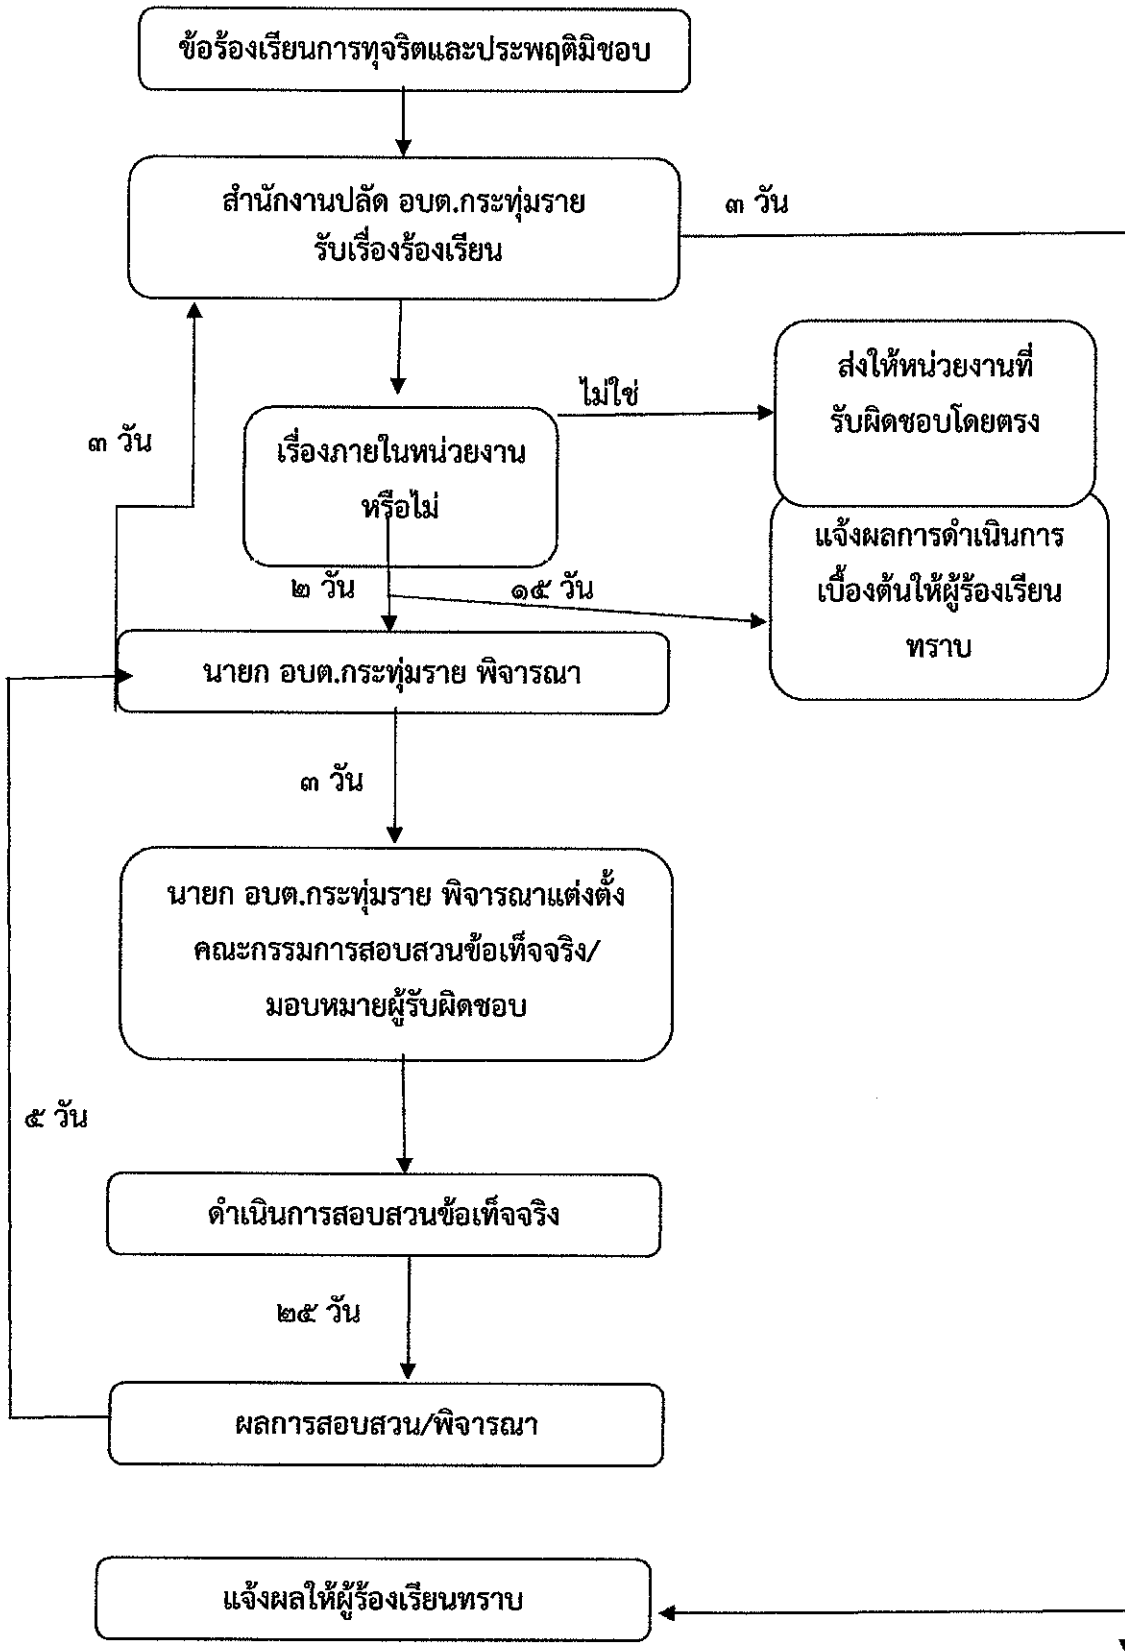 ข้อร้องเรียนการทุจริตและประพฤติมิชอบ
สำนักงานปลัด อบต.กระทุ่มราย
รับเรื่องร้องเรียน
๓ วัน
ส่งให้หน่วยงานที่
รับผิดชอบโดยตรง
ไม่ใช่
๓ วัน
เรื่องภายในหน่วยงาน
หรือไม่
แจ้งผลการดำเนินการ
เบื้องต้นให้ผู้ร้องเรียน
ทราบ
๒ วัน
๑๕ วัน
นายก อบต.กระทุ่มราย พิจารณา
๓ วัน
นายก อบต.กระทุ่มราย พิจารณาแต่งตั้ง
คณะกรรมการสอบสวนข้อเท็จจริง/
มอบหมายผู้รับผิดชอบ
๕ วัน
ดำเนินการสอบสวนข้อเท็จจริง
๒๕ วัน
ผลการสอบสวน/พิจารณา
แจ้งผลให้ผู้ร้องเรียนทราบ